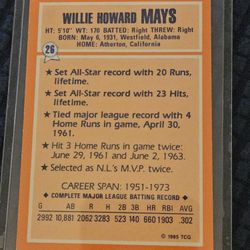 WILLIE HOWARD MAYS
HT: 5'10" WT: 170 BATTED: Right THREW: Right
BORN: May 6, 1931, Westfield, Alabama
HOME: Atherton, California
26
★ Set All-Star record with 20 Runs,
lifetime.
★ Set All-Star record with 23 Hits,
lifetime.
★ Tied major league record with 4
Home Runs in game, April 30,
1961.
★ Hit 3 Home Runs in game twice:
June 29, 1961 and June 2, 1963.
★ Selected as N.L.'s M.V.P. twice.
CAREER SPAN: 1951-1973
◆ COMPLETE MAJOR LEAGUE BATTING RECORD ◆
G AB R H 2B 3B HR RBI AVG
2992 10,881 2062 3283 523 140 660 1903 .302
© 1985 TCG